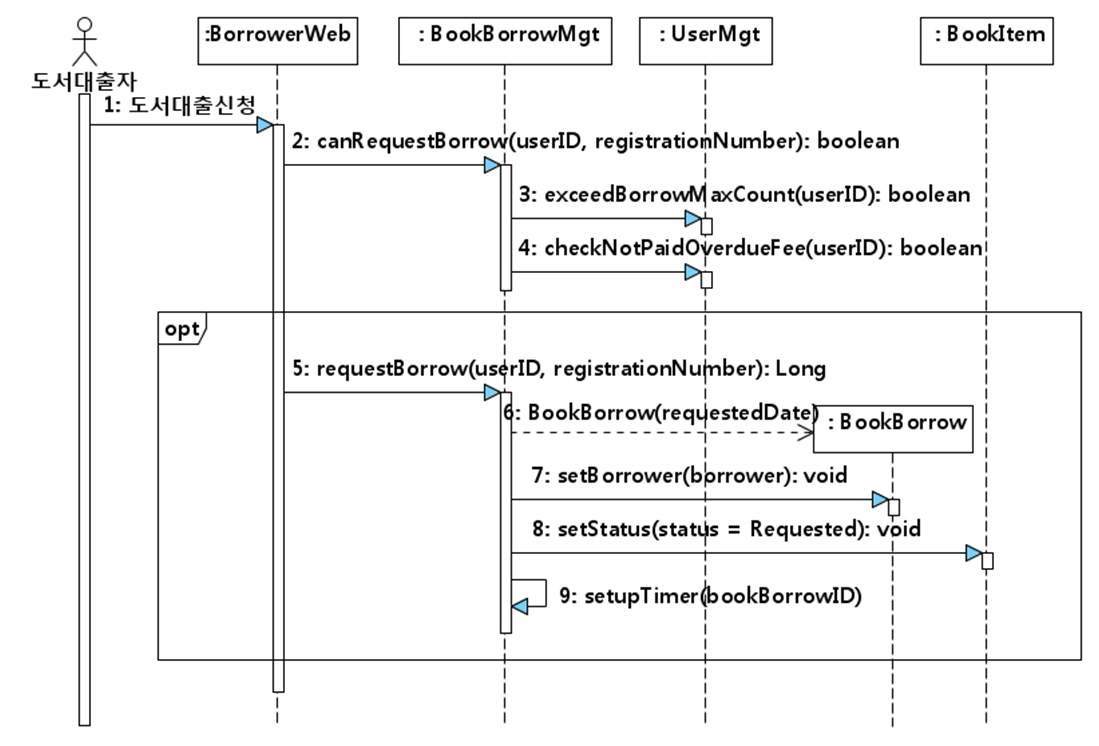 :BorrowerWeb
: BookBorrowMgt
: UserMgt
: BookItem
도서대출자
1: 도서대출신청
2: canRequestBorrow(userID, registrationNumber): boolean
3: exceedBorrowMaxCount(userID): boolean
4: checkNotPaidOverdueFee(userID): boolean
opt
5: requestBorrow(userID, registrationNumber): Long
6: BookBorrow(requestedDate)
: BookBorrow
7: setBorrower(borrower): void
8: setStatus(status = Requested): void
9: setupTimer(bookBorrowID)